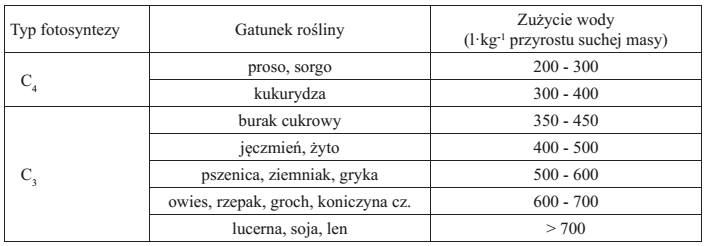 Typ fotosyntezy Gatunek rośliny Zużycie wody
(l·kg⁻¹ przyrostu suchej masy)
C₄ proso, sorgo 200 - 300
kukurydza 300 - 400
C₃ burak cukrowy 350 - 450
jęczmień, żyto 400 - 500
pszenica, ziemniak, gryka 500 - 600
owies, rzepak, groch, koniczyna cz. 600 - 700
lucerna, soja, len > 700